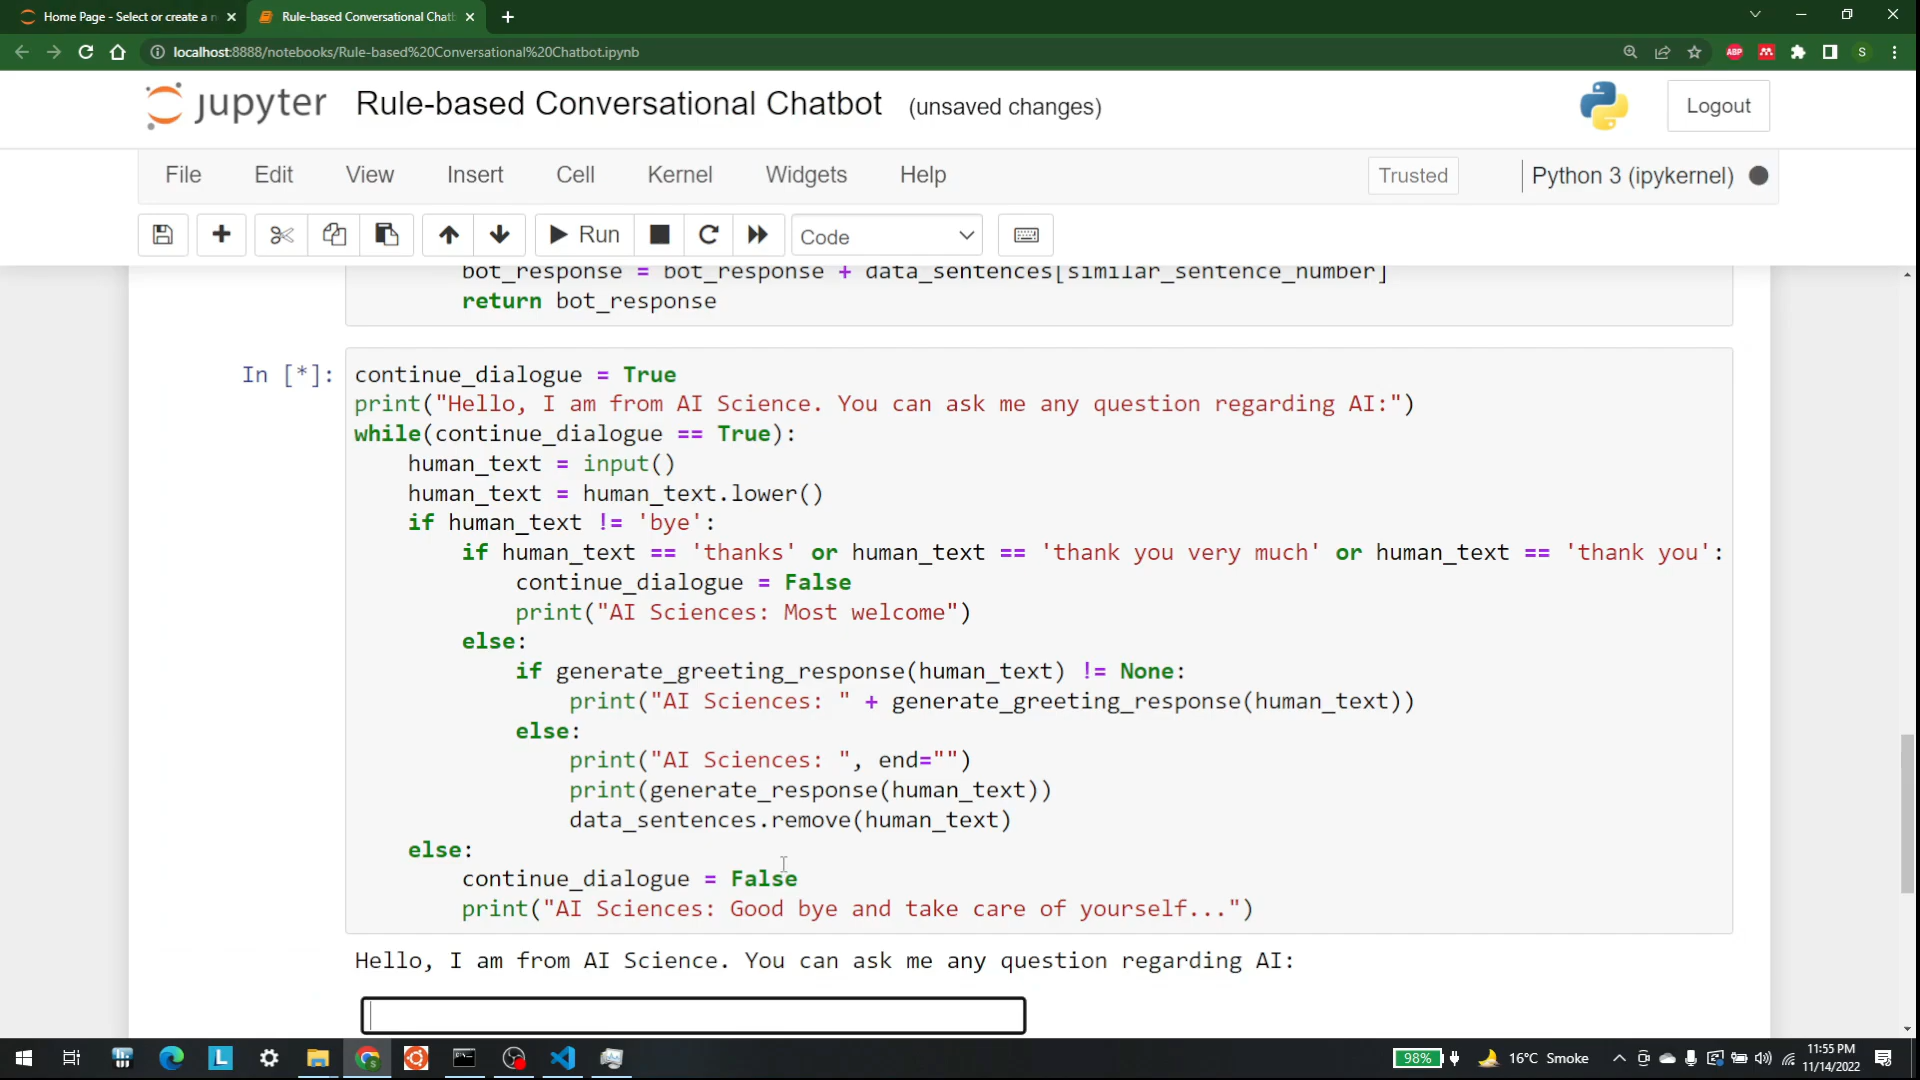 Home Page - Select or create a n
Rule-based Conversational Chatb
localhost:8888/notebooks/Rule-based%20Conversational%20Chatbot.ipynb
ABP
S
jupyter
Rule-based Conversational Chatbot (unsaved changes)
Logout
File Edit View Insert Cell Kernel Widgets Help
Trusted
Python 3 (ipykernel)
Run
Code
bot_response = bot_response + data_sentences[similar_sentence_number]
return bot_response
In [*]:
continue_dialogue = True
print("Hello, I am from AI Science. You can ask me any question regarding AI:")
while(continue_dialogue == True):
human_text = input()
human_text = human_text.lower()
if human_text != 'bye':
if human_text == 'thanks' or human_text == 'thank you very much' or human_text == 'thank you':
continue_dialogue = False
print("AI Sciences: Most welcome")
else:
if generate_greeting_response(human_text) != None:
print("AI Sciences: " + generate_greeting_response(human_text))
else:
print("AI Sciences: ", end="")
print(generate_response(human_text))
data_sentences.remove(human_text)
else:
continue_dialogue = False
print("AI Sciences: Good bye and take care of yourself...")
Hello, I am from AI Science. You can ask me any question regarding AI:
L
98%
16°C Smoke
11:55 PM
11/14/2022